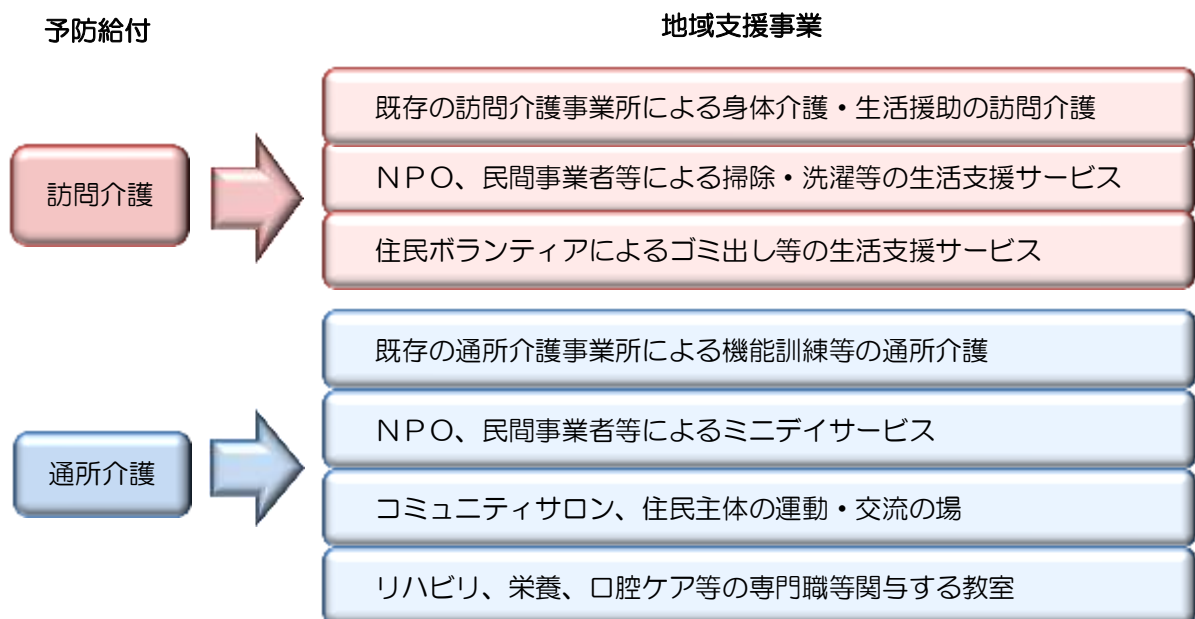 予防給付
地域支援事業
訪問介護
既存の訪問介護事業所による身体介護・生活援助の訪問介護
ＮＰＯ、民間事業者等による掃除・洗濯等の生活支援サービス
住民ボランティアによるゴミ出し等の生活支援サービス
通所介護
既存の通所介護事業所による機能訓練等の通所介護
ＮＰＯ、民間事業者等によるミニデイサービス
コミュニティサロン、住民主体の運動・交流の場
リハビリ、栄養、口腔ケア等の専門職等関与する教室